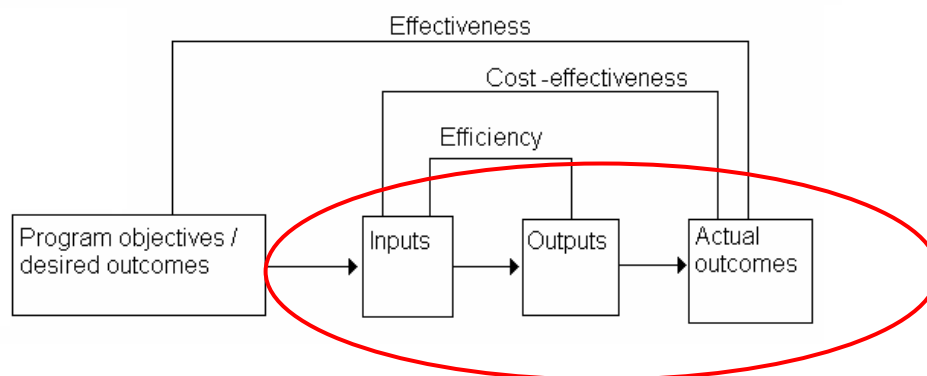 Effectiveness
Cost -effectiveness
Efficiency
Program objectives /
desired outcomes
Inputs
Outputs
Actual
outcomes